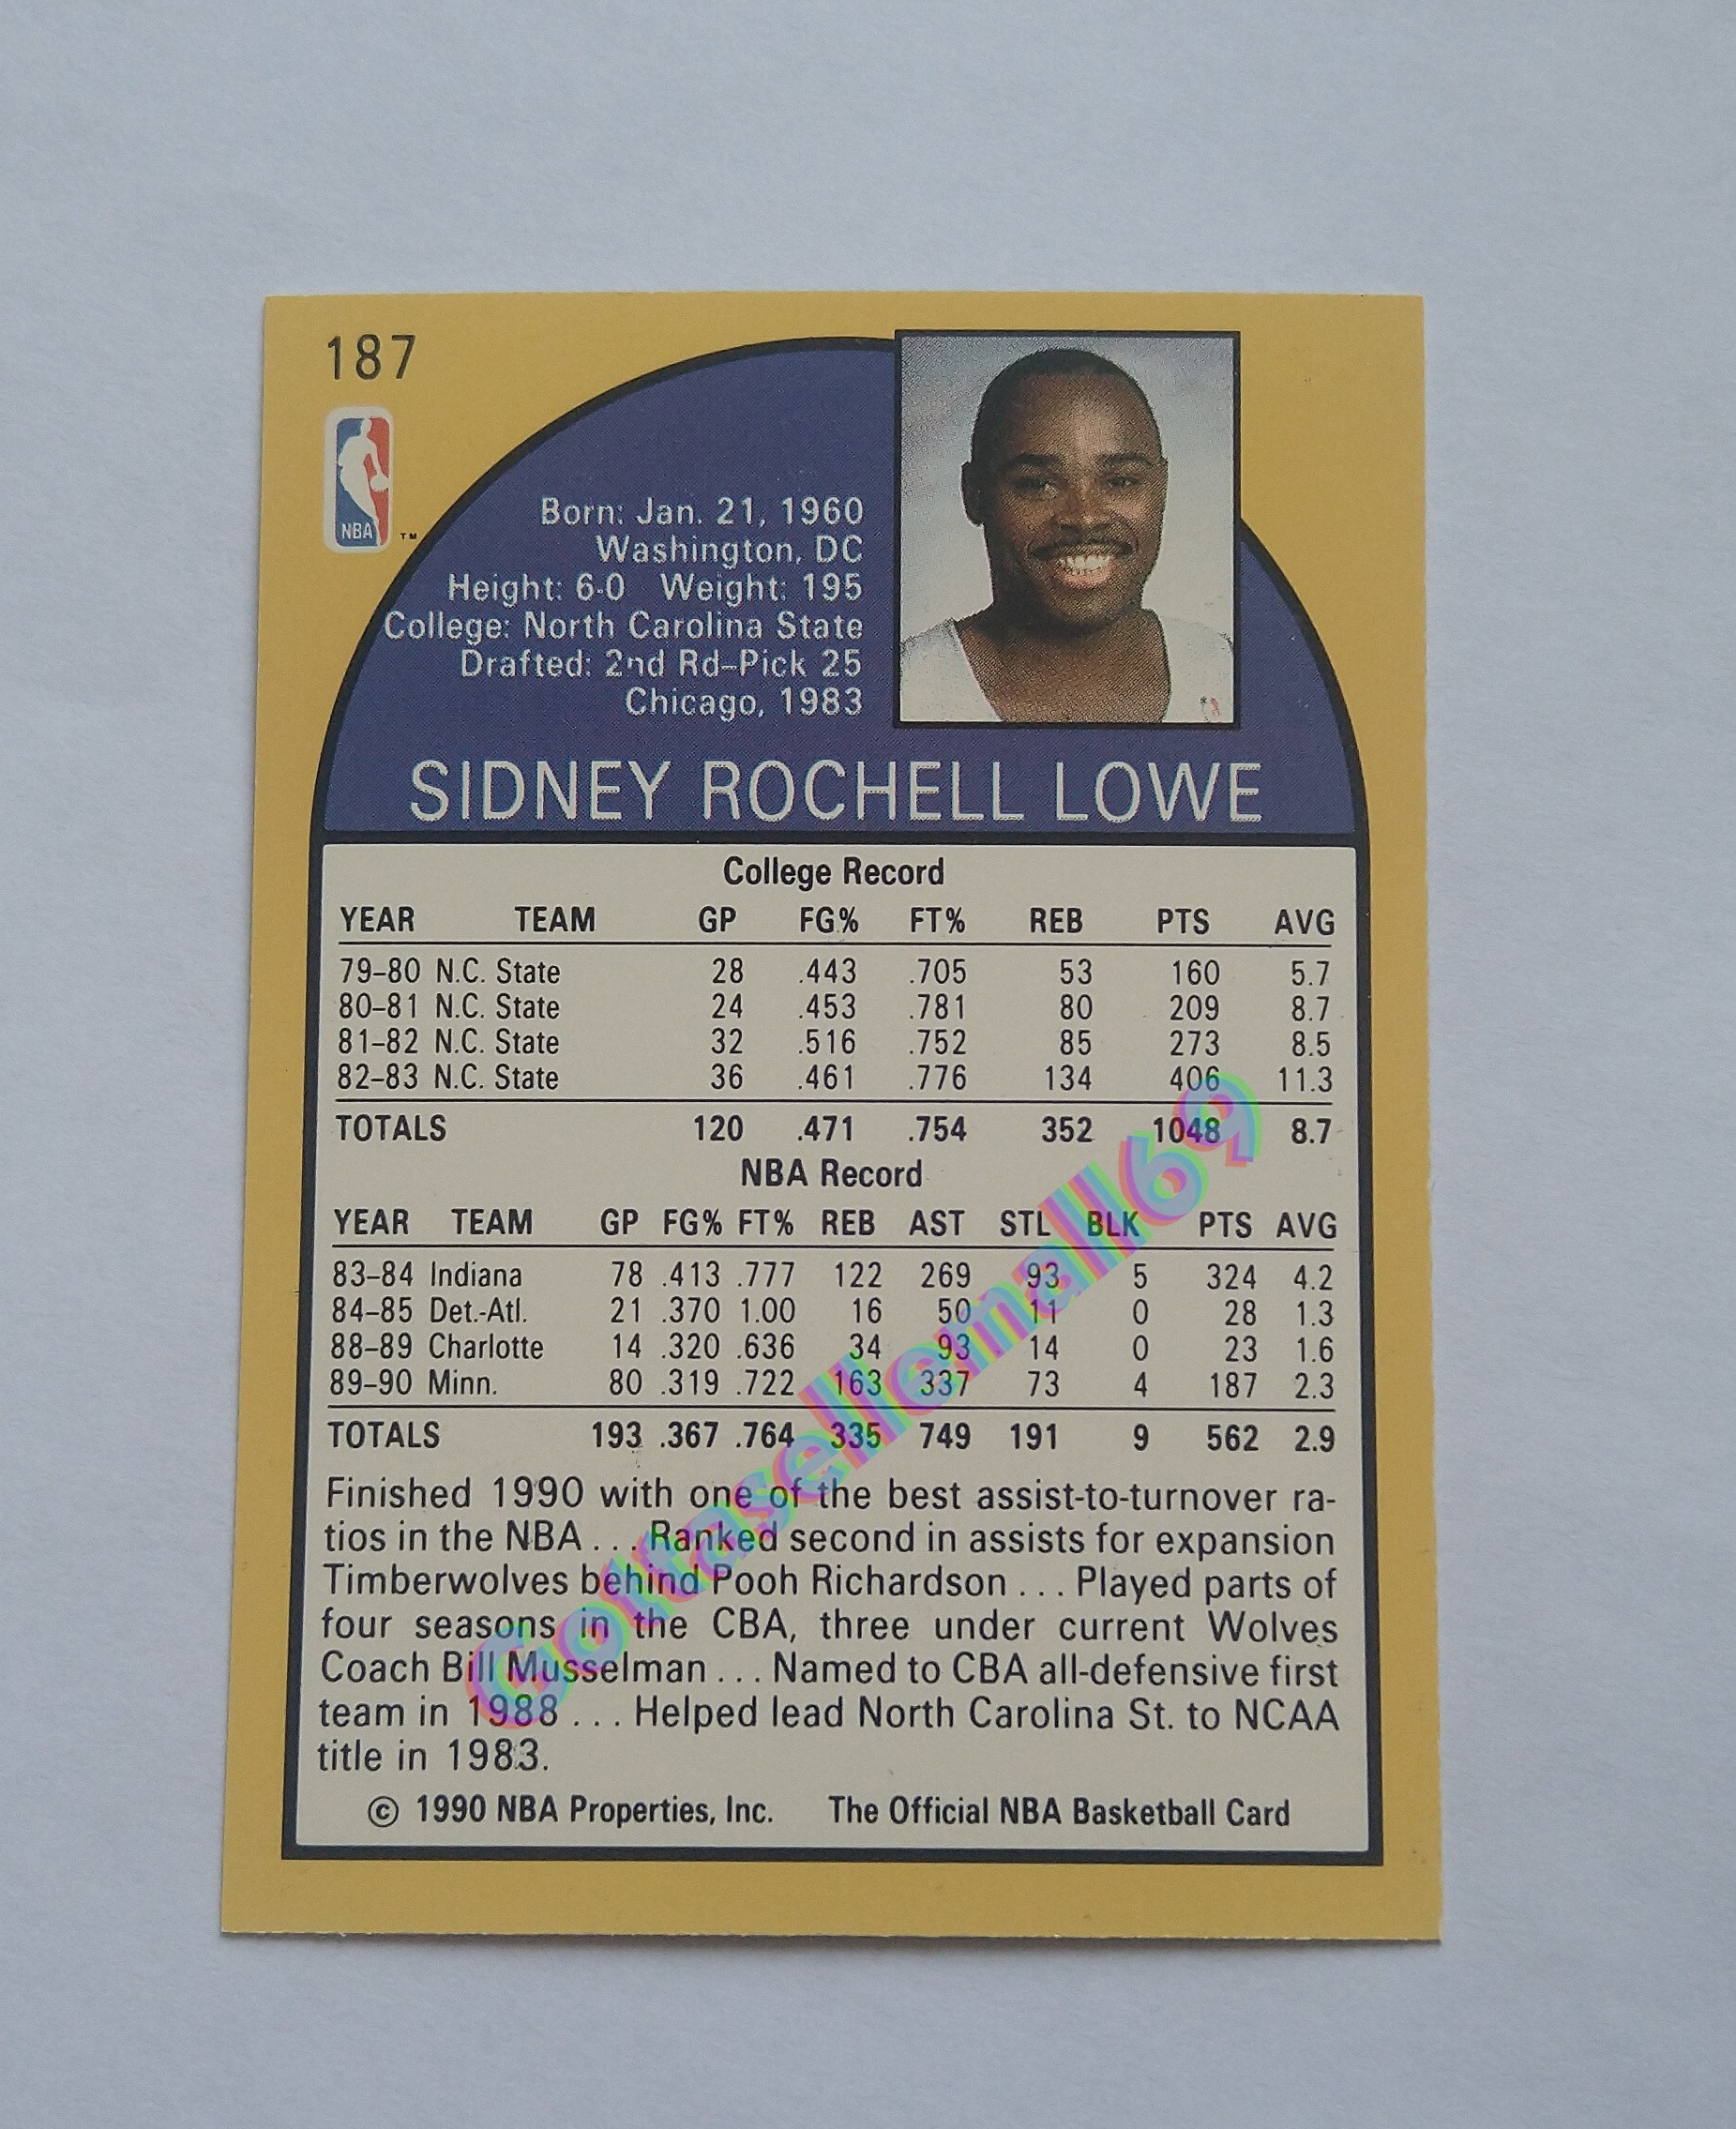 187
NBA
™
Born: Jan. 21, 1960
Washington, DC
Height: 6-0 Weight: 195
College: North Carolina State
Drafted: 2nd Rd–Pick 25
Chicago, 1983
SIDNEY ROCHELL LOWE
College Record
YEAR TEAM GP FG% FT% REB PTS AVG
79–80 N.C. State 28 .443 .705 53 160 5.7
80–81 N.C. State 24 .453 .781 80 209 8.7
81–82 N.C. State 32 .516 .752 85 273 8.5
82–83 N.C. State 36 .461 .776 134 406 11.3
TOTALS 120 .471 .754 352 1048 8.7
NBA Record
YEAR TEAM GP FG% FT% REB AST STL BLK PTS AVG
83–84 Indiana 78 .413 .777 122 269 93 5 324 4.2
84–85 Det.-Atl. 21 .370 1.00 16 50 11 0 28 1.3
88–89 Charlotte 14 .320 .636 34 93 14 0 23 1.6
89–90 Minn. 80 .319 .722 163 337 73 4 187 2.3
TOTALS 193 .367 .764 335 749 191 9 562 2.9
Finished 1990 with one of the best assist-to-turnover ra-
tios in the NBA . . . Ranked second in assists for expansion
Timberwolves behind Pooh Richardson . . . Played parts of
four seasons in the CBA, three under current Wolves
Coach Bill Musselman . . . Named to CBA all-defensive first
team in 1988 . . . Helped lead North Carolina St. to NCAA
title in 1983.
© 1990 NBA Properties, Inc. The Official NBA Basketball Card
Gottasellemall69